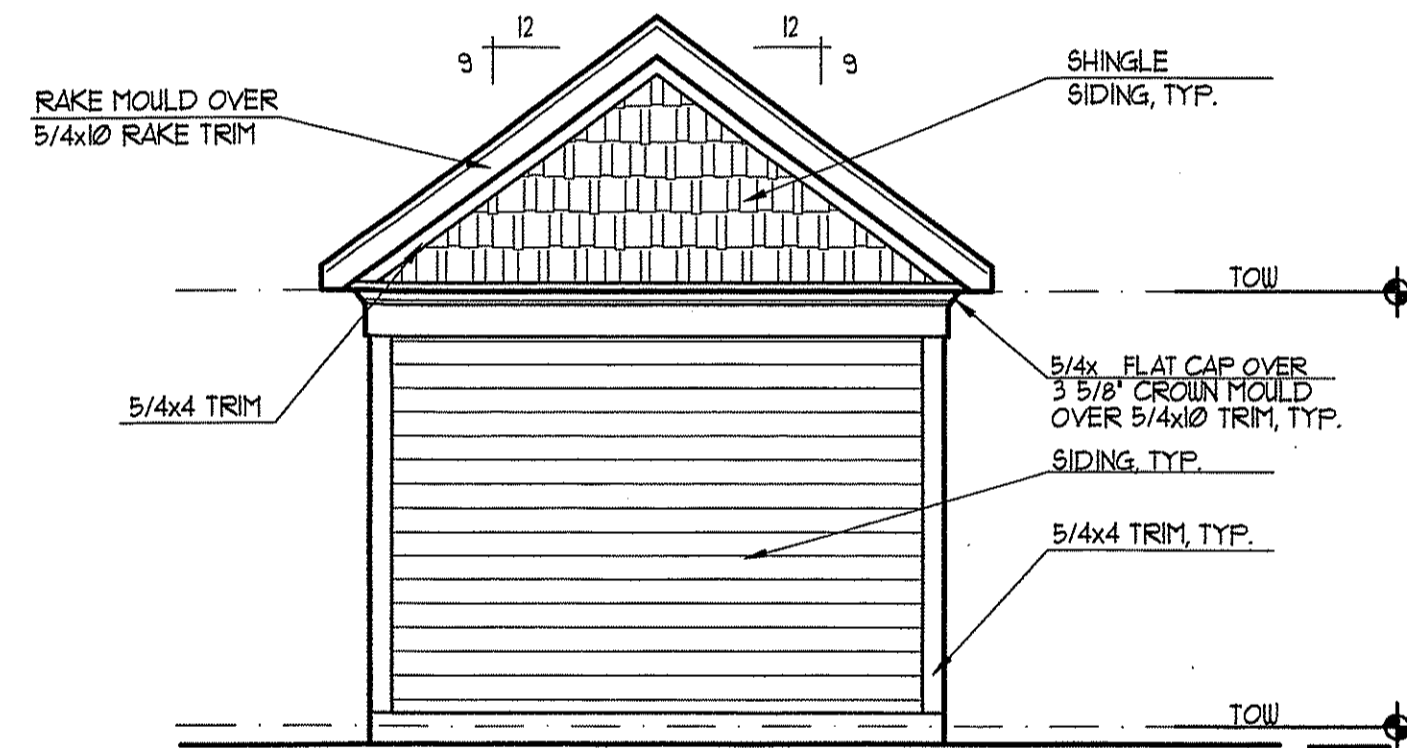 12
9
12
9
RAKE MOULD OVER
5/4x10 RAKE TRIM
SHINGLE
SIDING, TYP.
TOW
5/4x4 TRIM
5/4x FLAT CAP OVER
3 5/8" CROWN MOULD
OVER 5/4x10 TRIM, TYP.
SIDING, TYP.
5/4x4 TRIM, TYP.
TOW